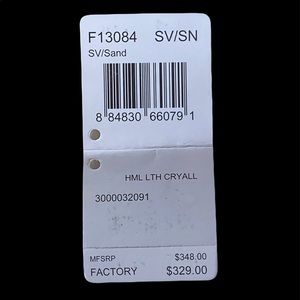 F13084 SV/SN
SV/Sand
8 84830 66079 1
HML LTH CRYALL
3000032091
MFSRP $348.00
FACTORY $329.00